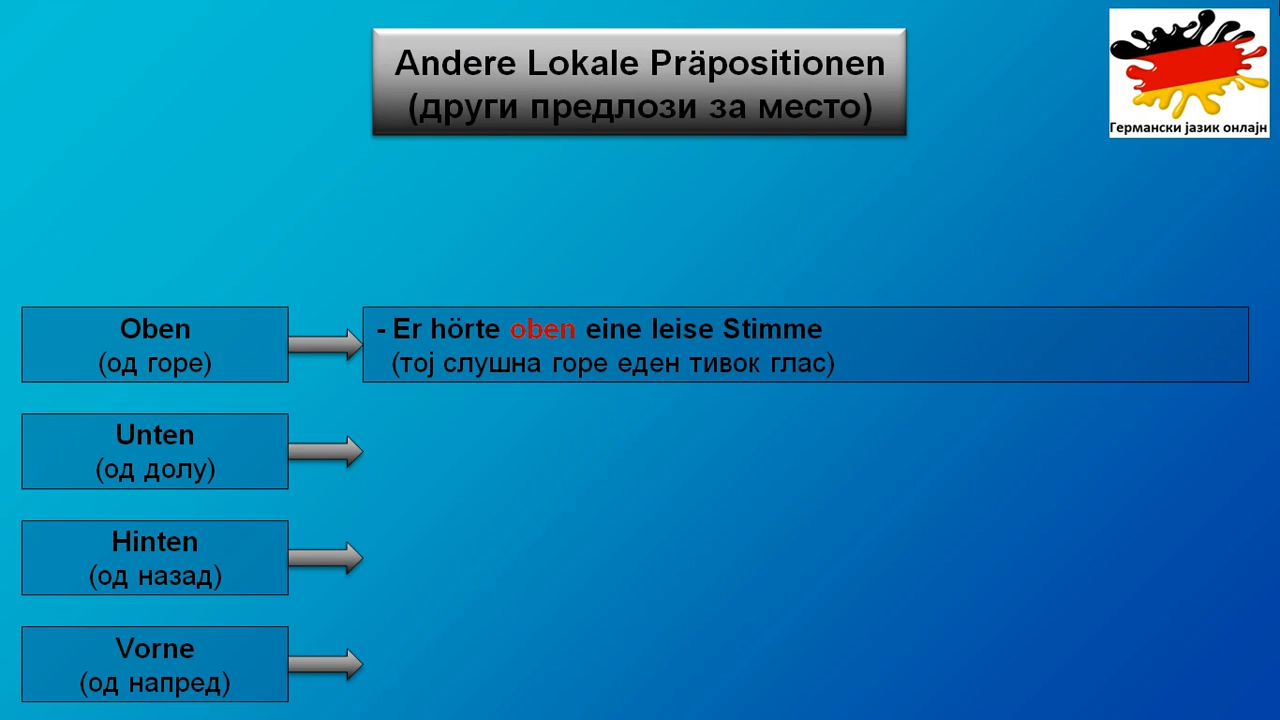 Andere Lokale Präpositionen
(други предлози за место)
Германски јазик онлајн
Oben
(од горе)
- Er hörte oben eine leise Stimme
(тој слушна горе еден тивок глас)
Unten
(од долу)
Hinten
(од назад)
Vorne
(од напред)